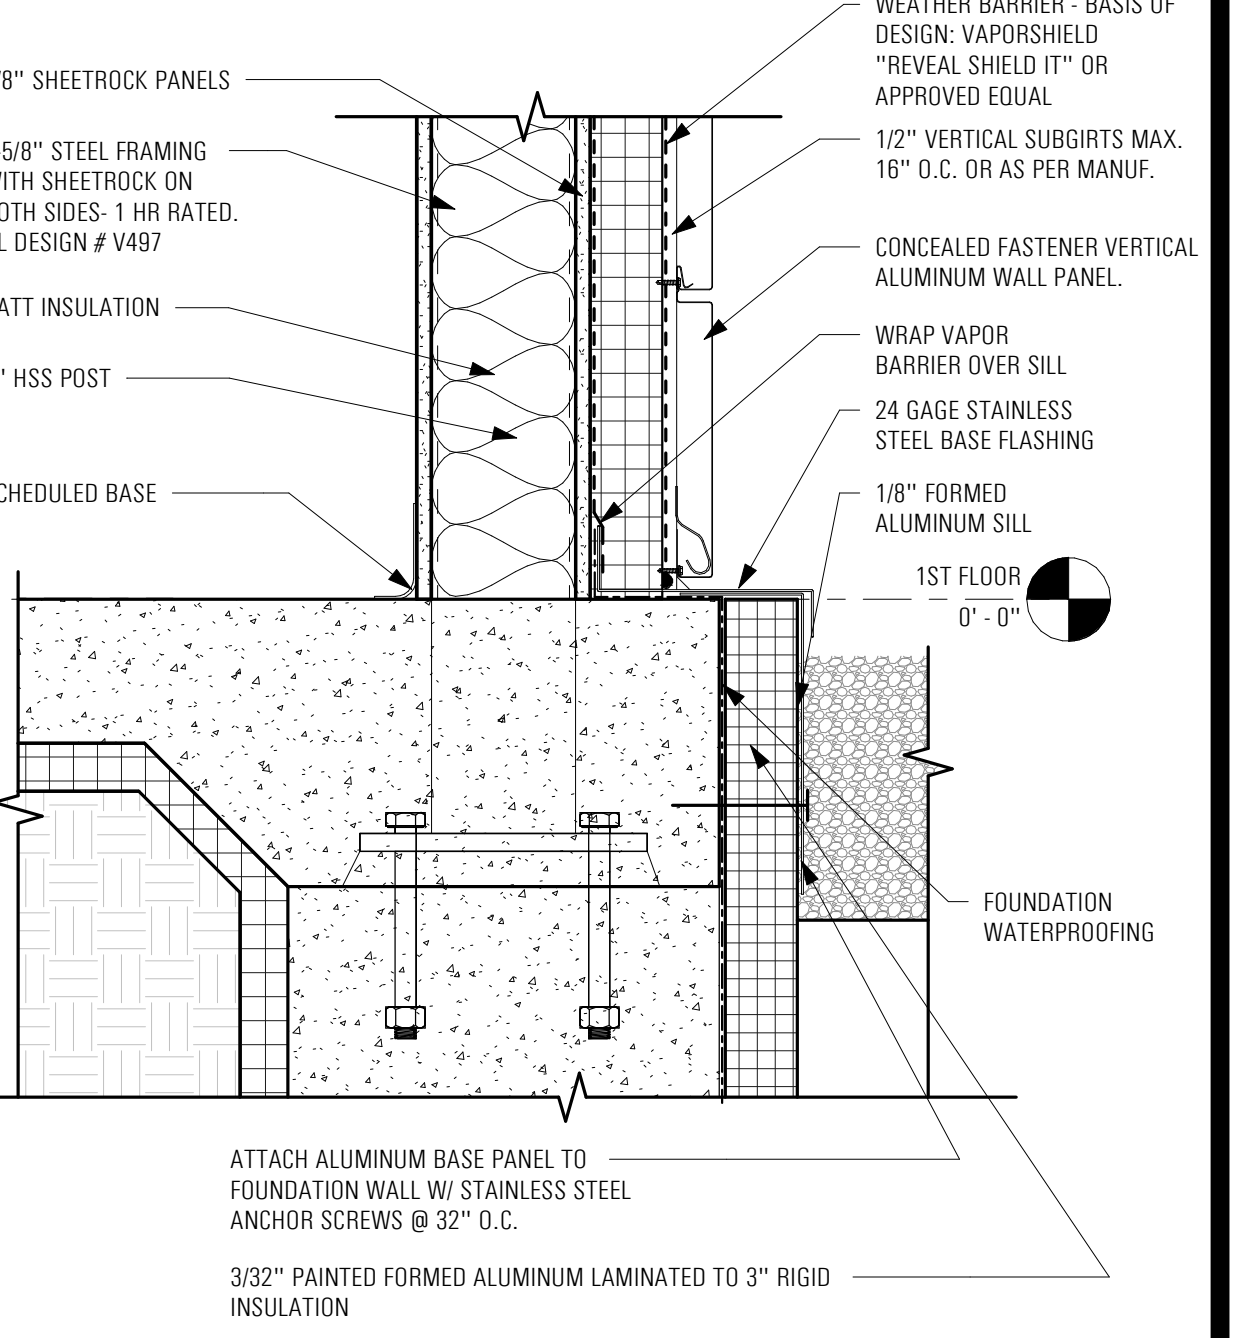 /8" SHEETROCK PANELS
-5/8" STEEL FRAMING
WITH SHEETROCK ON
OTH SIDES- 1 HR RATED.
L DESIGN # V497
ATT INSULATION
" HSS POST
CHEDULED BASE
WEATHER BARRIER - BASIS OF
DESIGN: VAPORSHIELD
"REVEAL SHIELD IT" OR
APPROVED EQUAL
1/2" VERTICAL SUBGIRTS MAX.
16" O.C. OR AS PER MANUF.
CONCEALED FASTENER VERTICAL
ALUMINUM WALL PANEL.
WRAP VAPOR
BARRIER OVER SILL
24 GAGE STAINLESS
STEEL BASE FLASHING
1/8" FORMED
ALUMINUM SILL
1ST FLOOR
0' - 0"
FOUNDATION
WATERPROOFING
ATTACH ALUMINUM BASE PANEL TO
FOUNDATION WALL W/ STAINLESS STEEL
ANCHOR SCREWS @ 32" O.C.
3/32" PAINTED FORMED ALUMINUM LAMINATED TO 3" RIGID
INSULATION